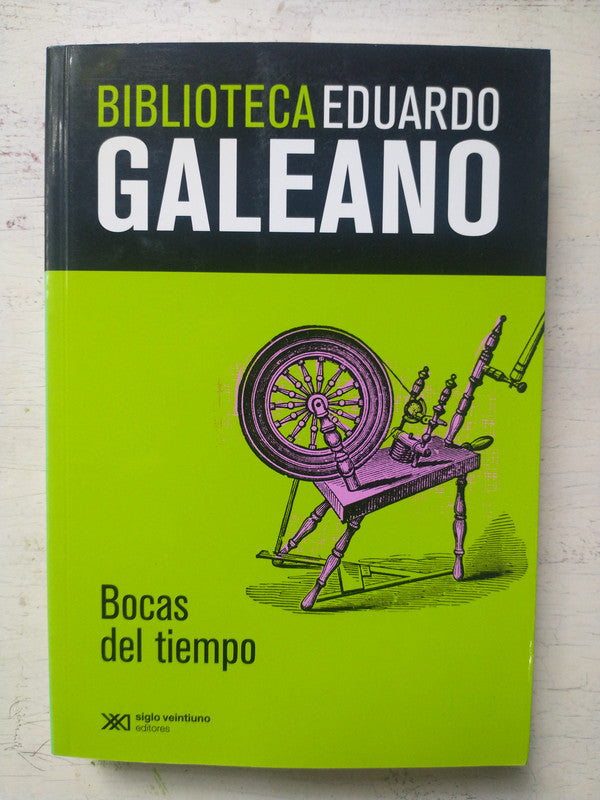 BIBLIOTECA EDUARDO
GALEANO
Bocas
del tiempo
siglo veintiuno
editores